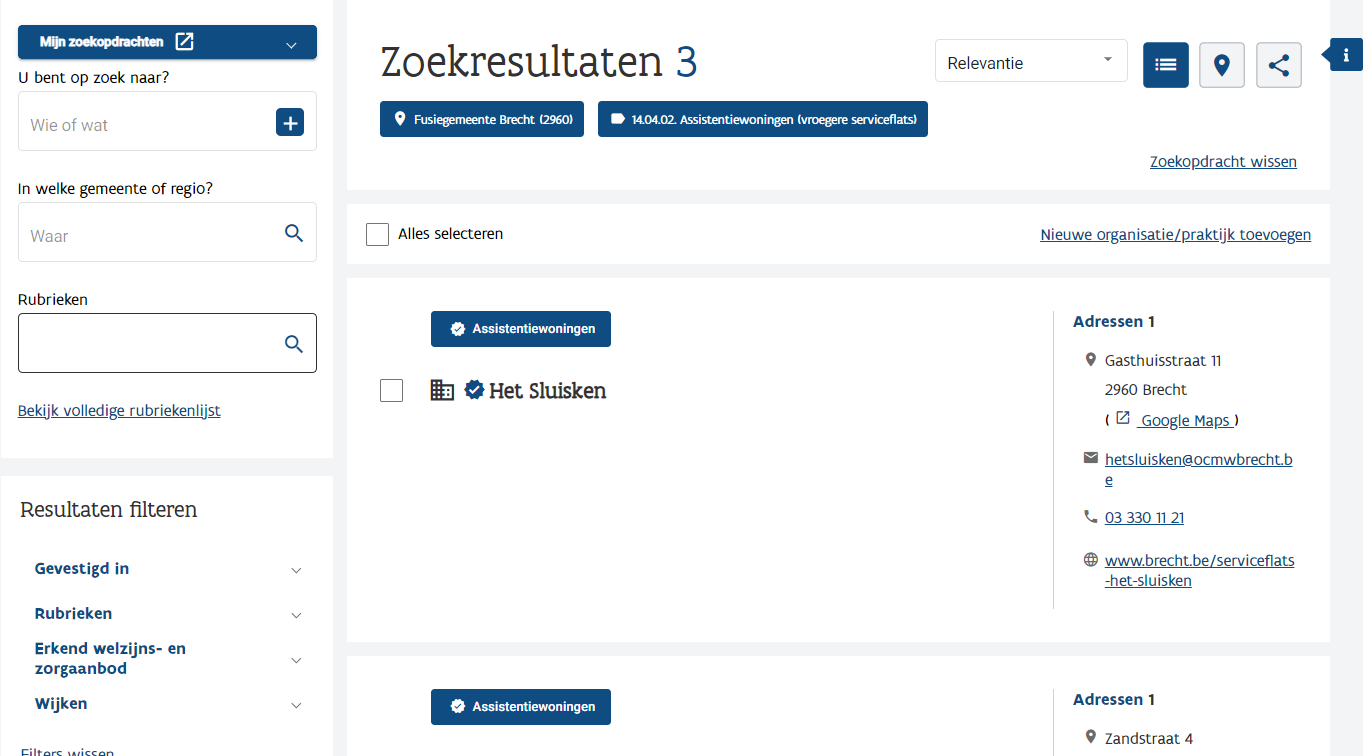 Mijn zoekopdrachten
U bent op zoek naar?
Wie of wat
In welke gemeente of regio?
Waar
Rubrieken
Bekijk volledige rubriekenlijst
Resultaten filteren
Gevestigd in
Rubrieken
Erkend welzijns- en
zorgaanbod
Wijken
Filters wissen
Zoekresultaten 3
Relevantie
Fusiegemeente Brecht (2960)
14.04.02. Assistentiewoningen (vroegere serviceflats)
Zoekopdracht wissen
Alles selecteren
Nieuwe organisatie/praktijk toevoegen
Assistentiewoningen
Het Sluisken
Adressen 1
Gasthuisstraat 11
2960 Brecht
( Google Maps )
hetsluisken@ocmwbrecht.b
e
03 330 11 21
www.brecht.be/serviceflats
-het-sluisken
Assistentiewoningen
Adressen 1
Zandstraat 4